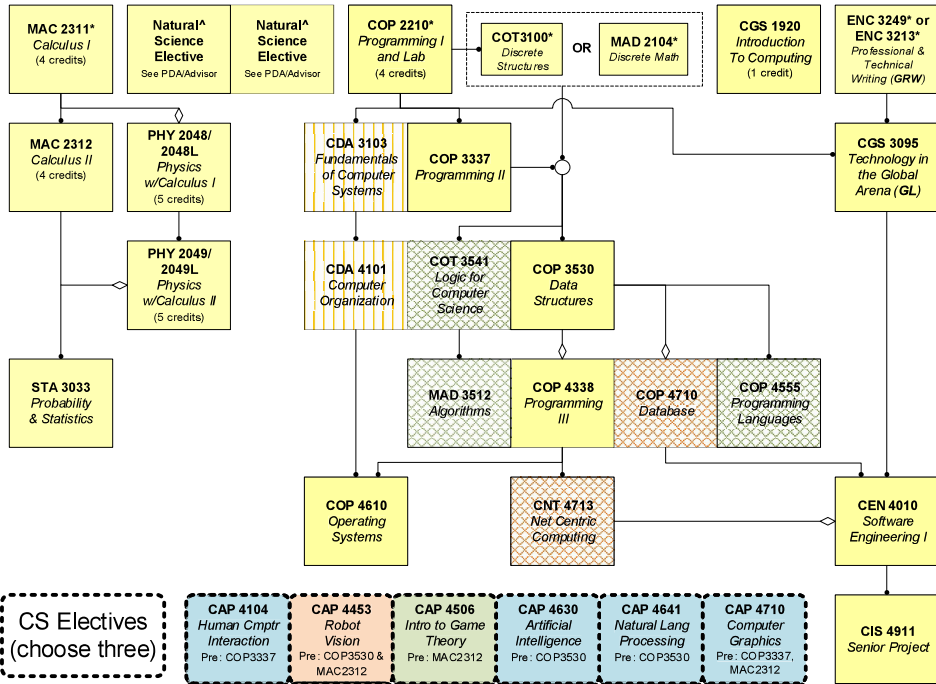 MAC 2311*
Calculus I
(4 credits)
Natural^
Science
Elective
See PDA/Advisor
Natural^
Science
Elective
See PDA/Advisor
COP 2210*
Programming I
and Lab
(4 credits)
COT3100*
Discrete
Structures
OR
MAD 2104*
Discrete Math
CGS 1920
Introduction
To Computing
(1 credit)
ENC 3249* or
ENC 3213*
Professional &
Technical
Writing (GRW)
MAC 2312
Calculus II
(4 credits)
PHY 2048/
2048L
Physics
w/Calculus I
(5 credits)
CDA 3103
Fundamentals
of Computer
Systems
COP 3337
Programming II
CGS 3095
Technology in
the Global
Arena (GL)
PHY 2049/
2049L
Physics
w/Calculus II
(5 credits)
CDA 4101
Computer
Organization
COT 3541
Logic for
Computer
Science
COP 3530
Data
Structures
STA 3033
Probability
& Statistics
MAD 3512
Algorithms
COP 4338
Programming
III
COP 4710
Database
COP 4555
Programming
Languages
COP 4610
Operating
Systems
CNT 4713
Net Centric
Computing
CEN 4010
Software
Engineering I
CS Electives
(choose three)
CAP 4104
Human Cmptr
Interaction
Pre: COP3337
CAP 4453
Robot
Vision
Pre: COP3530 &
MAC2312
CAP 4506
Intro to Game
Theory
Pre: MAC2312
CAP 4630
Artificial
Intelligence
Pre: COP3530
CAP 4641
Natural Lang
Processing
Pre: COP3530
CAP 4710
Computer
Graphics
Pre: COP3337,
MAC2312
CIS 4911
Senior Project